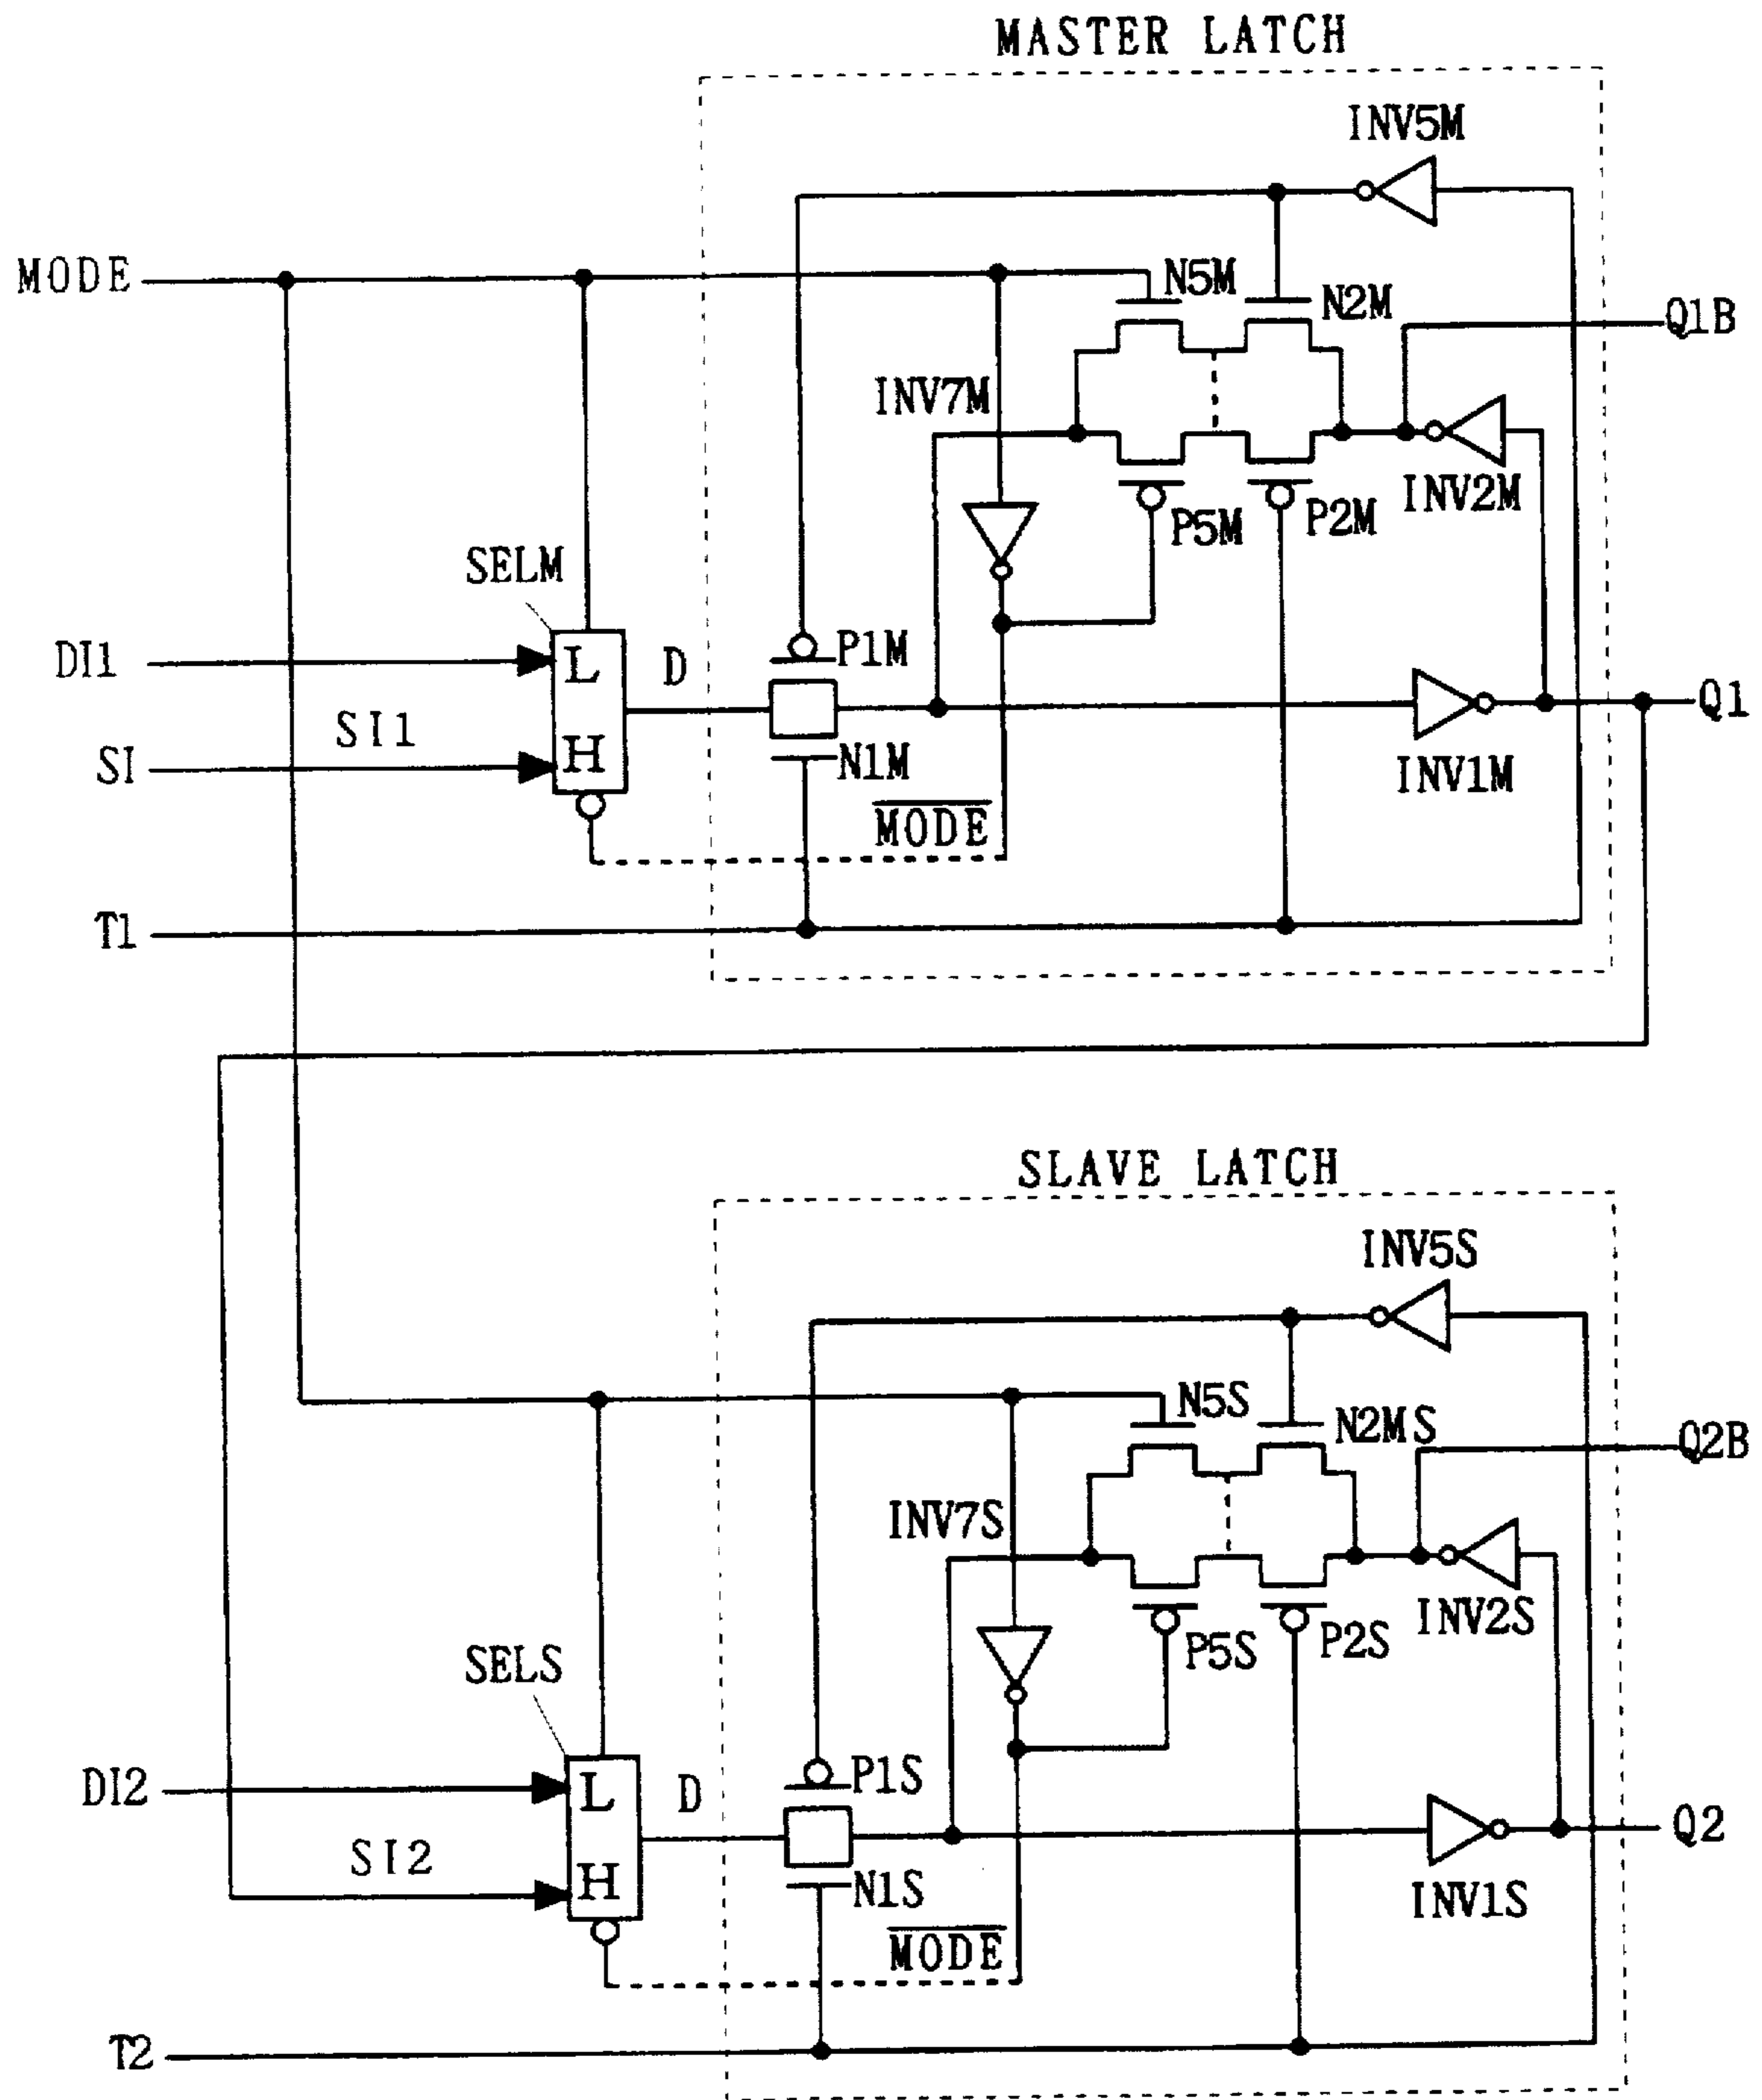 MASTER LATCH
INV5M
MODE
N5M
N2M
Q1B
INV7M
INV2M
P5M
P2M
SELM
DI1
L
D
P1M
SI1
SI
H
N1M
Q1
INV1M
MODE
T1
SLAVE LATCH
INV5S
N5S
N2MS
Q2B
INV7S
INV2S
P5S
P2S
SELS
DI2
L
D
P1S
SI2
H
N1S
Q2
INV1S
MODE
T2